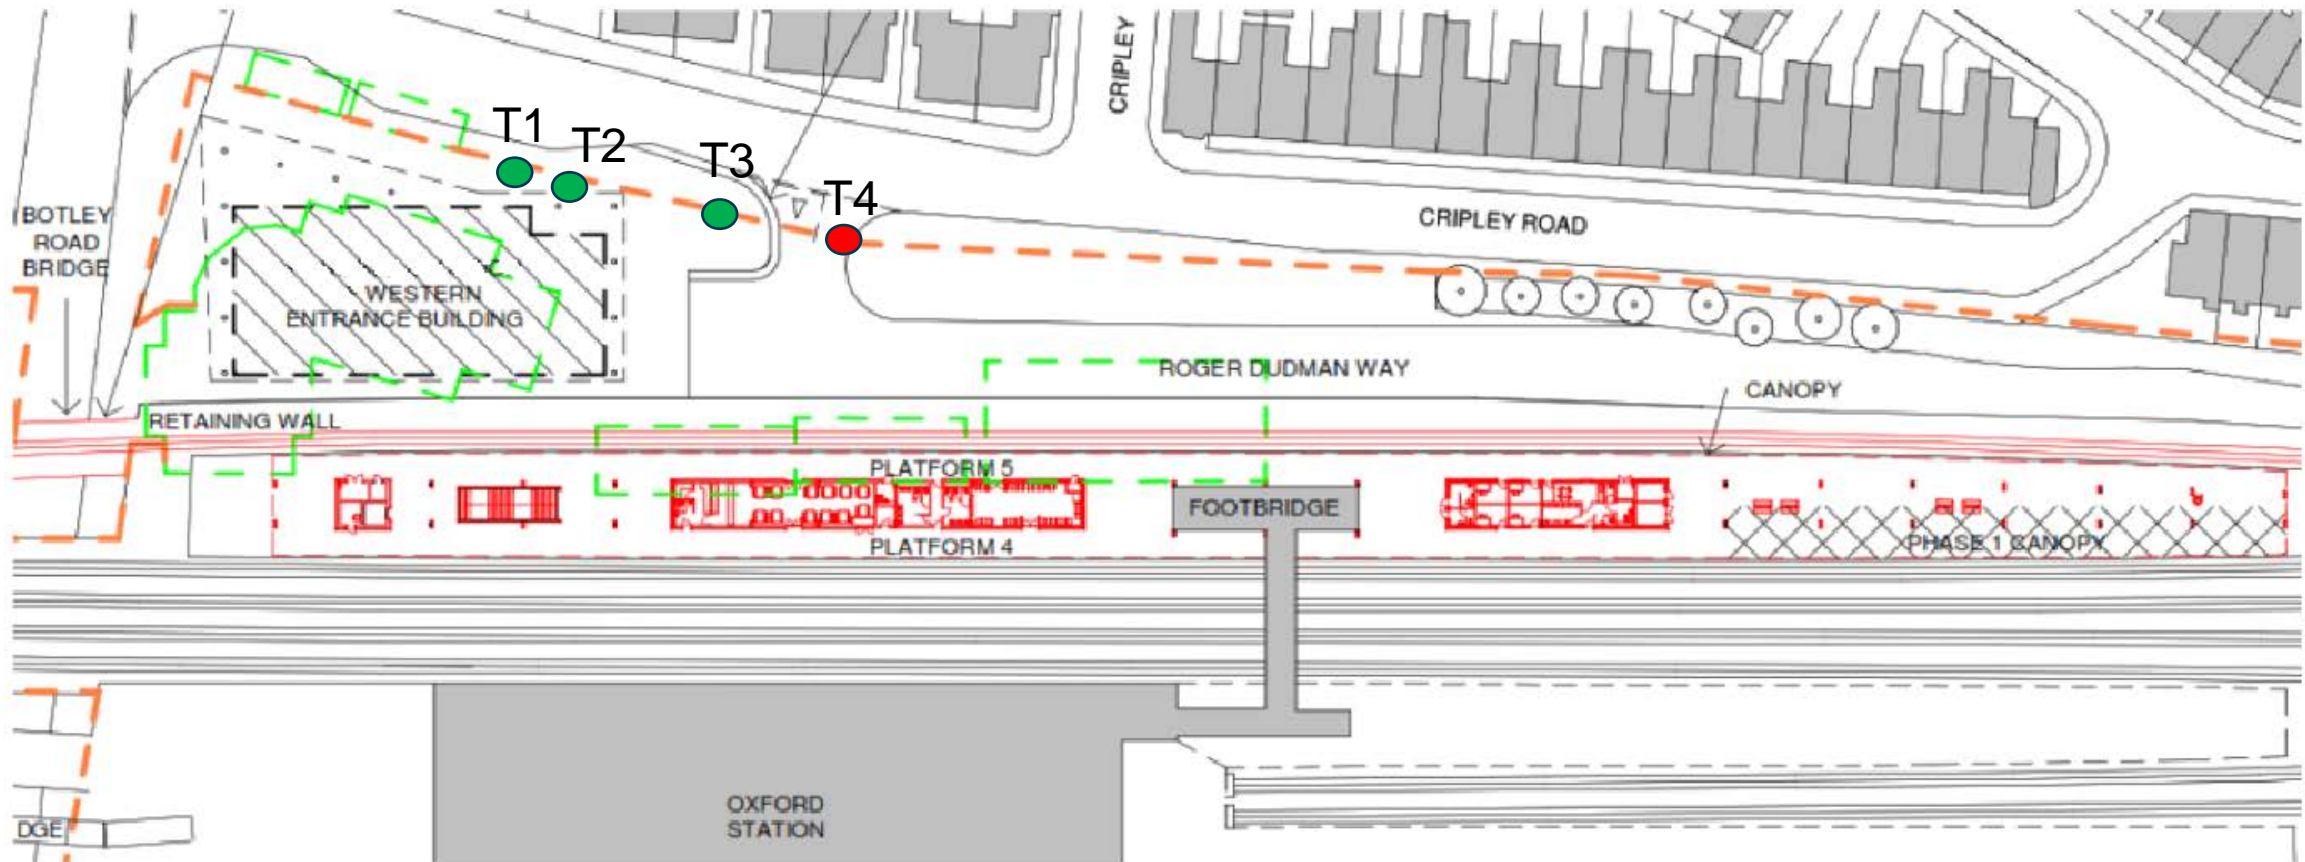 CRIPLEY
T1
T2
T3
T4
BOTLEY
ROAD
BRIDGE
CRIPLEY ROAD
WESTERN
ENTRANCE BUILDING
ROGER DUDMAN WAY
CANOPY
RETAINING WALL
PLATFORM 5
FOOTBRIDGE
PLATFORM 4
PHASE 1 CANOPY
OXFORD
STATION
DGE